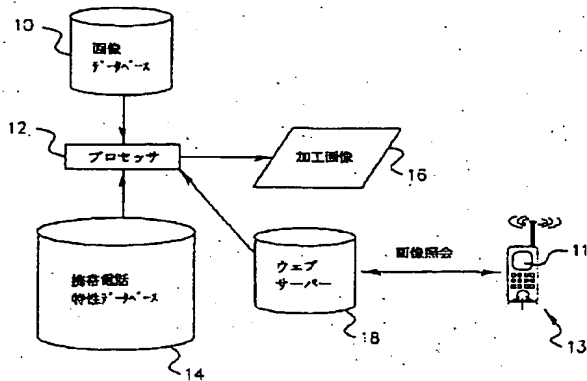 10
画像
データベース
12
プロセッサ
加工画像
16
携帯電話
特性データベース
14
ウェブ
サーバー
18
画像照会
11
13